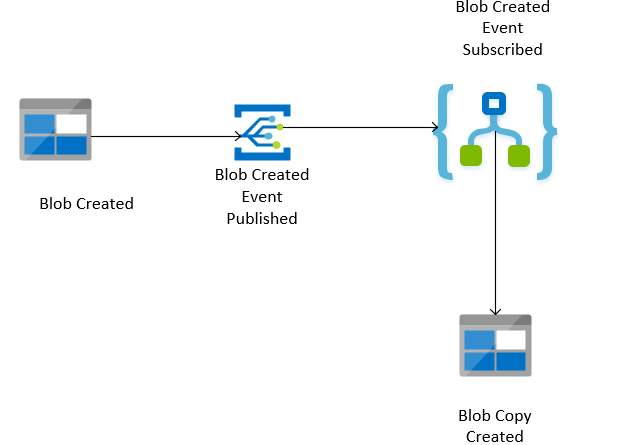 Blob Created
Event
Subscribed
Blob Created
Event
Published
Blob Created
Blob Copy
Created